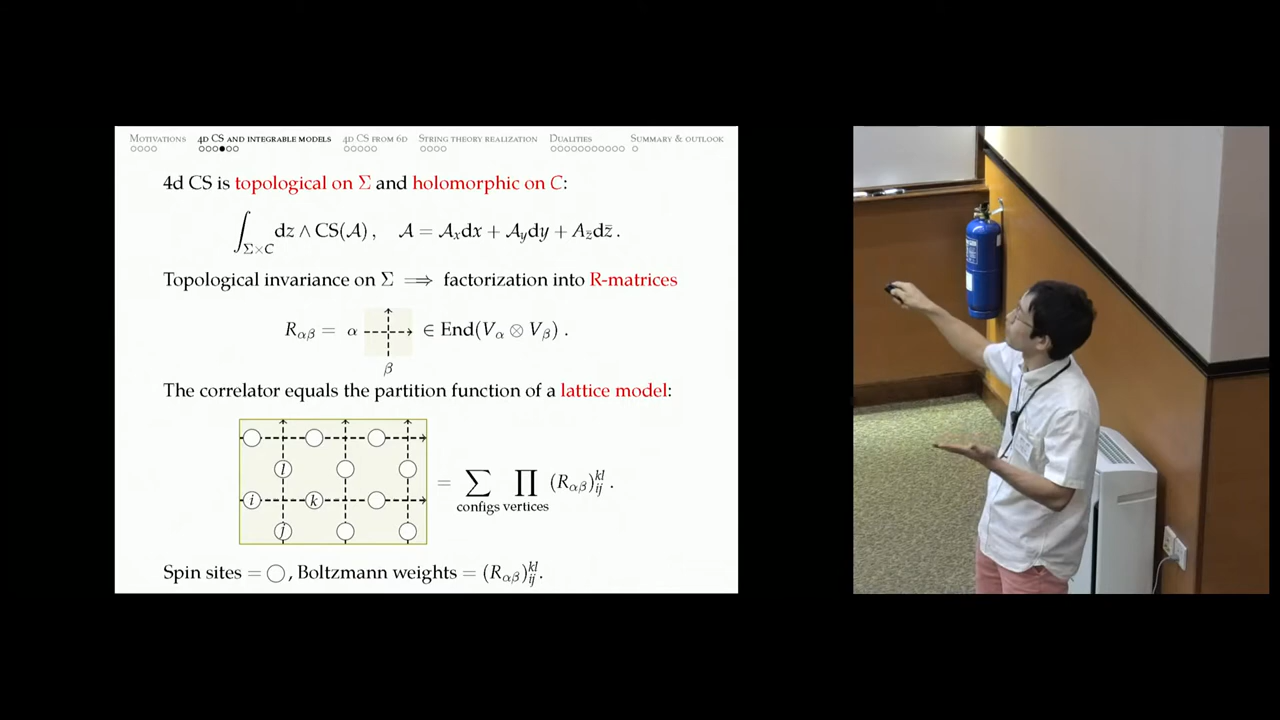 MOTIVATIONS 4D CS AND INTEGRABLE MODELS 4D CS FROM 6D STRING THEORY REALIZATION DUALITIES SUMMARY & OUTLOOK
4d CS is topological on Σ and holomorphic on C:
∫_{Σ×C} dz ∧ CS(𝒜) , 𝒜 = 𝒜_x dx + 𝒜_y dy + A_z̄ dz̄ .
Topological invariance on Σ ⟹ factorization into R-matrices
R_{αβ} = α ∈ End(V_α ⊗ V_β) .
β
The correlator equals the partition function of a lattice model:
l
i k
j
= ∑_{configs} ∏_{vertices} (R_{αβ})_{ij}^{kl} .
Spin sites = ◯, Boltzmann weights = (R_{αβ})_{ij}^{kl}.